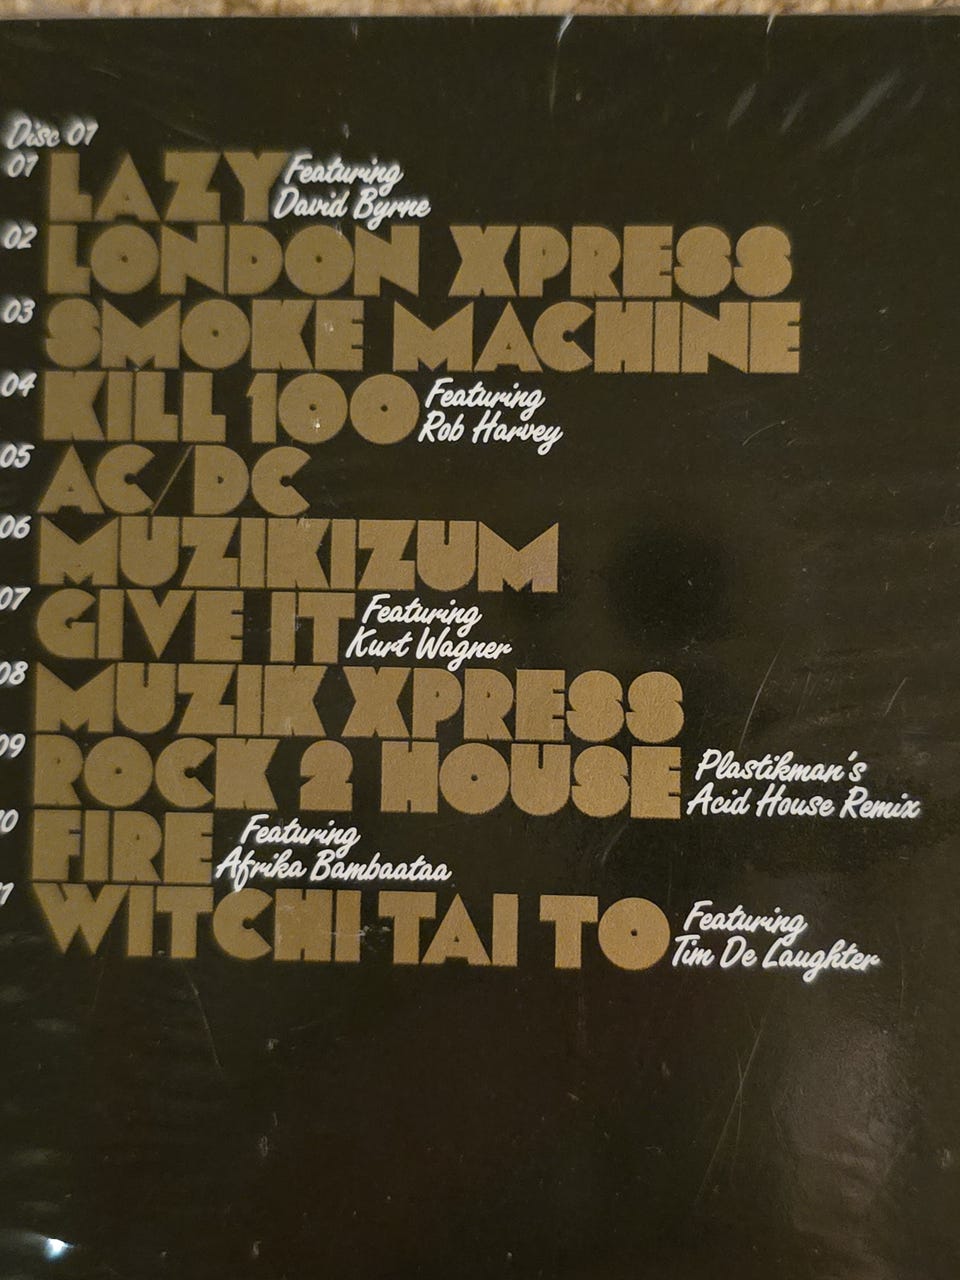 Disc 01
01 LAZY Featuring David Byrne
02 LONDON XPRESS
03 SMOKE MACHINE
04 KILL 100 Featuring Rob Harvey
05 AC/DC
06 MUZIKIZUM
07 GIVE IT Featuring Kurt Wagner
08 MUZIK XPRESS
09 ROCK 2 HOUSE Plastikman's Acid House Remix
10 FIRE Featuring Afrika Bambaataa
11 WITCHI TAI TO Featuring Tim De Laughter